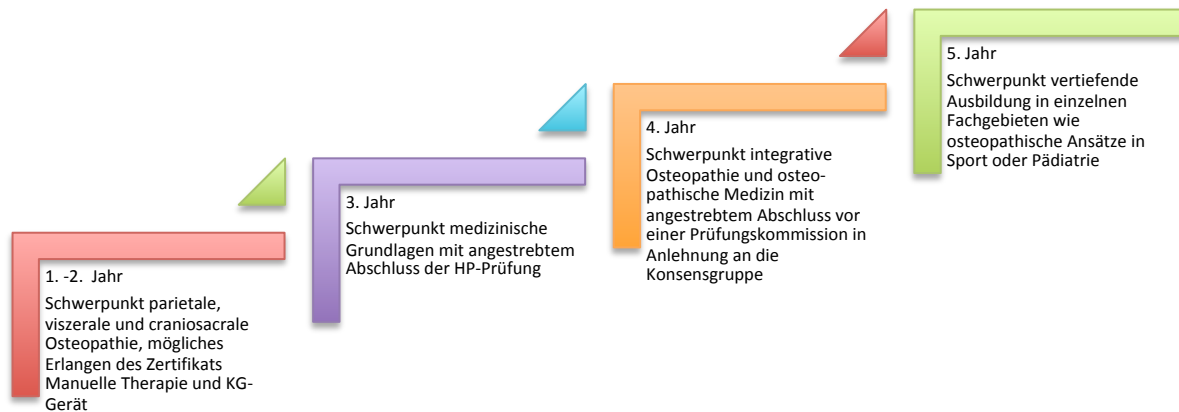 1. -2. Jahr
Schwerpunkt parietale,
viszerale und craniosacrale
Osteopathie, mögliches
Erlangen des Zertifikats
Manuelle Therapie und KG-
Gerät
3. Jahr
Schwerpunkt medizinische
Grundlagen mit angestrebtem
Abschluss der HP-Prüfung
4. Jahr
Schwerpunkt integrative
Osteopathie und osteo-
pathische Medizin mit
angestrebtem Abschluss vor
einer Prüfungskommission in
Anlehnung an die
Konsensgruppe
5. Jahr
Schwerpunkt vertiefende
Ausbildung in einzelnen
Fachgebieten wie
osteopathische Ansätze in
Sport oder Pädiatrie